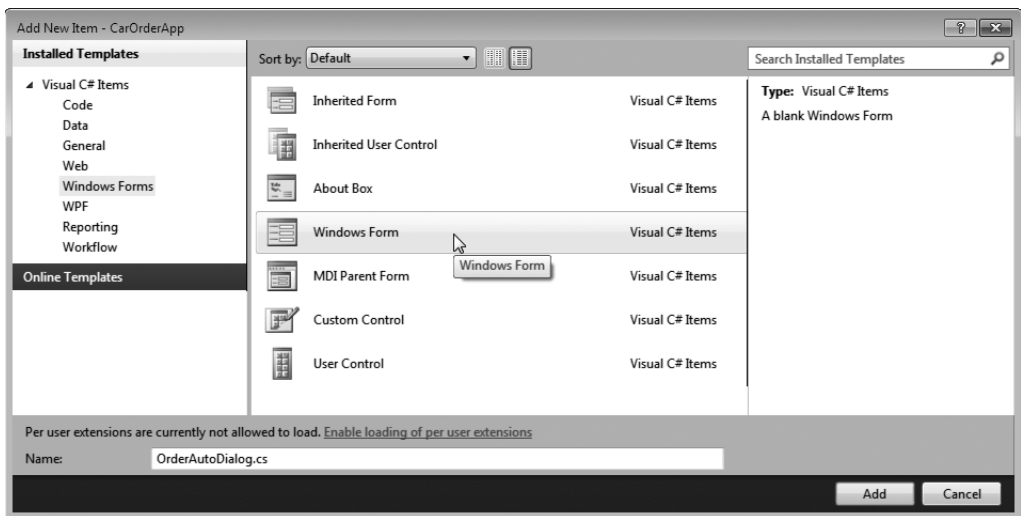 Add New Item - CarOrderApp
Installed Templates
Visual C# Items
Code
Data
General
Web
Windows Forms
WPF
Reporting
Workflow
Online Templates
Sort by: Default
Inherited Form Visual C# Items
Inherited User Control Visual C# Items
About Box Visual C# Items
Windows Form Visual C# Items
Windows Form
MDI Parent Form Visual C# Items
Custom Control Visual C# Items
User Control Visual C# Items
Search Installed Templates
Type: Visual C# Items
A blank Windows Form
Per user extensions are currently not allowed to load. Enable loading of per user extensions
Name: OrderAutoDialog.cs
Add Cancel